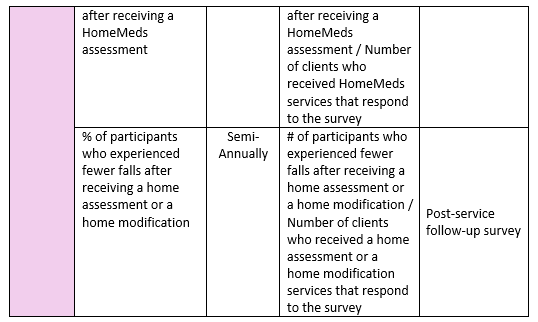 after receiving a
HomeMeds
assessment
after receiving a
HomeMeds
assessment / Number
of clients who
received HomeMeds
services that respond
to the survey
% of participants
who experienced
fewer falls after
receiving a home
assessment or a
home modification
Semi-
Annually
# of participants who
experienced fewer
falls after receiving a
home assessment or
a home modification /
Number of clients
who received a home
assessment or a
home modification
services that respond
to the survey
Post-service
follow-up survey